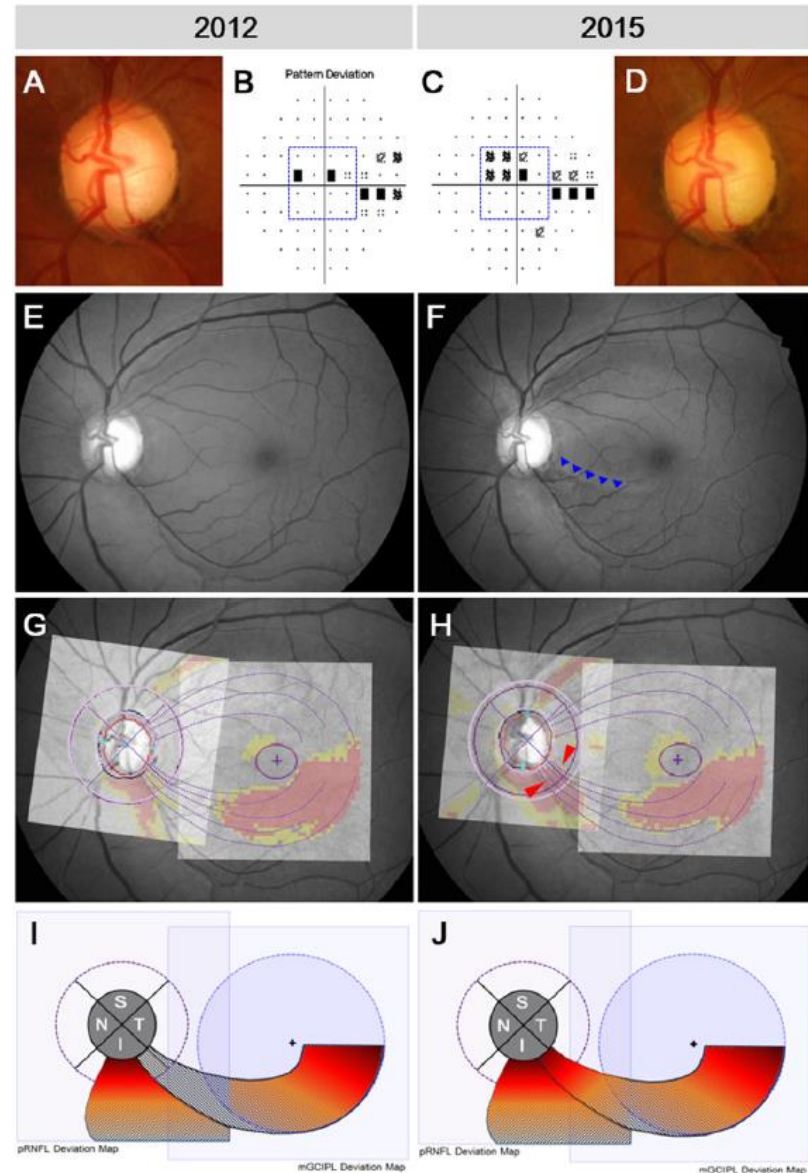 2012
2015
A
B
Pattern Deviation
C
D
E
F
G
H
I
S
N T
I
pRNFL Deviation Map
mGCIPL Deviation Map
J
S
N T
I
pRNFL Deviation Map
mGCIPL Deviation Map